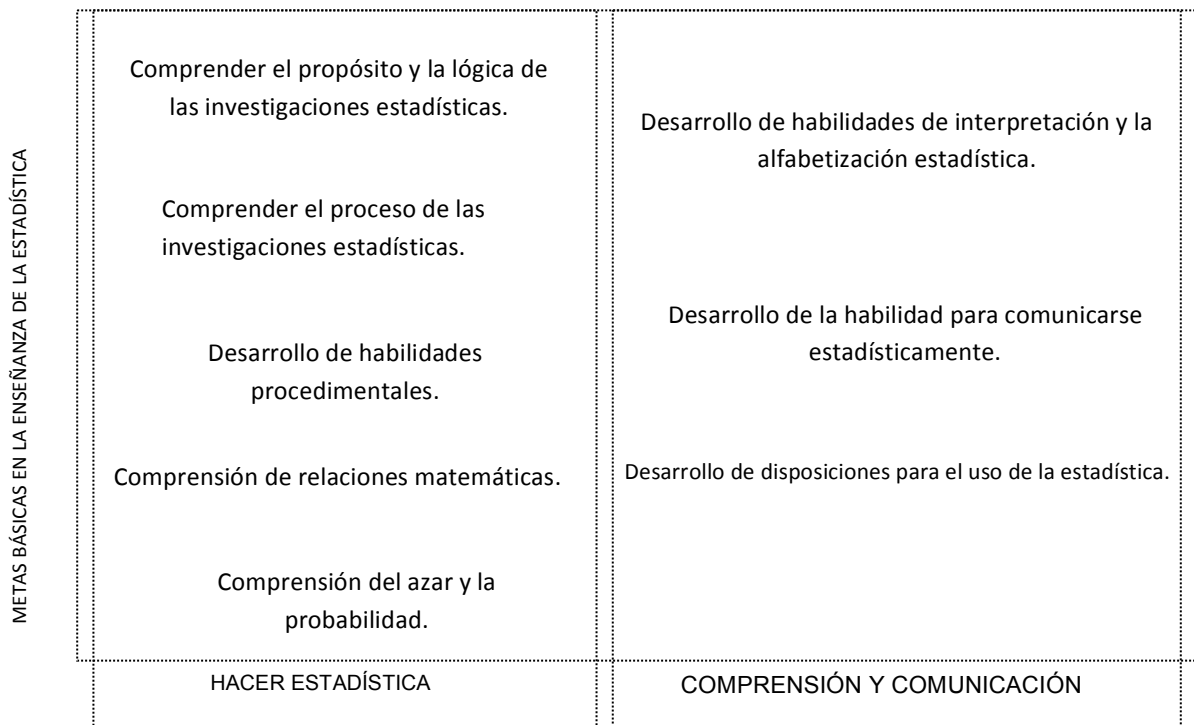 METAS BÁSICAS EN LA ENSEÑANZA DE LA ESTADÍSTICA
Comprender el propósito y la lógica de
las investigaciones estadísticas.
Comprender el proceso de las
investigaciones estadísticas.
Desarrollo de habilidades
procedimentales.
Comprensión de relaciones matemáticas.
Comprensión del azar y la
probabilidad.
HACER ESTADÍSTICA
Desarrollo de habilidades de interpretación y la
alfabetización estadística.
Desarrollo de la habilidad para comunicarse
estadísticamente.
Desarrollo de disposiciones para el uso de la estadística.
COMPRENSIÓN Y COMUNICACIÓN